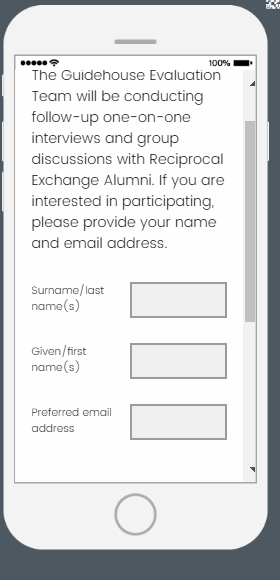 100%
The Guidehouse Evaluation
Team will be conducting
follow-up one-on-one
interviews and group
discussions with Reciprocal
Exchange Alumni. If you are
interested in participating,
please provide your name
and email address.
Surname/last
name(s)
Given/first
name(s)
Preferred email
address